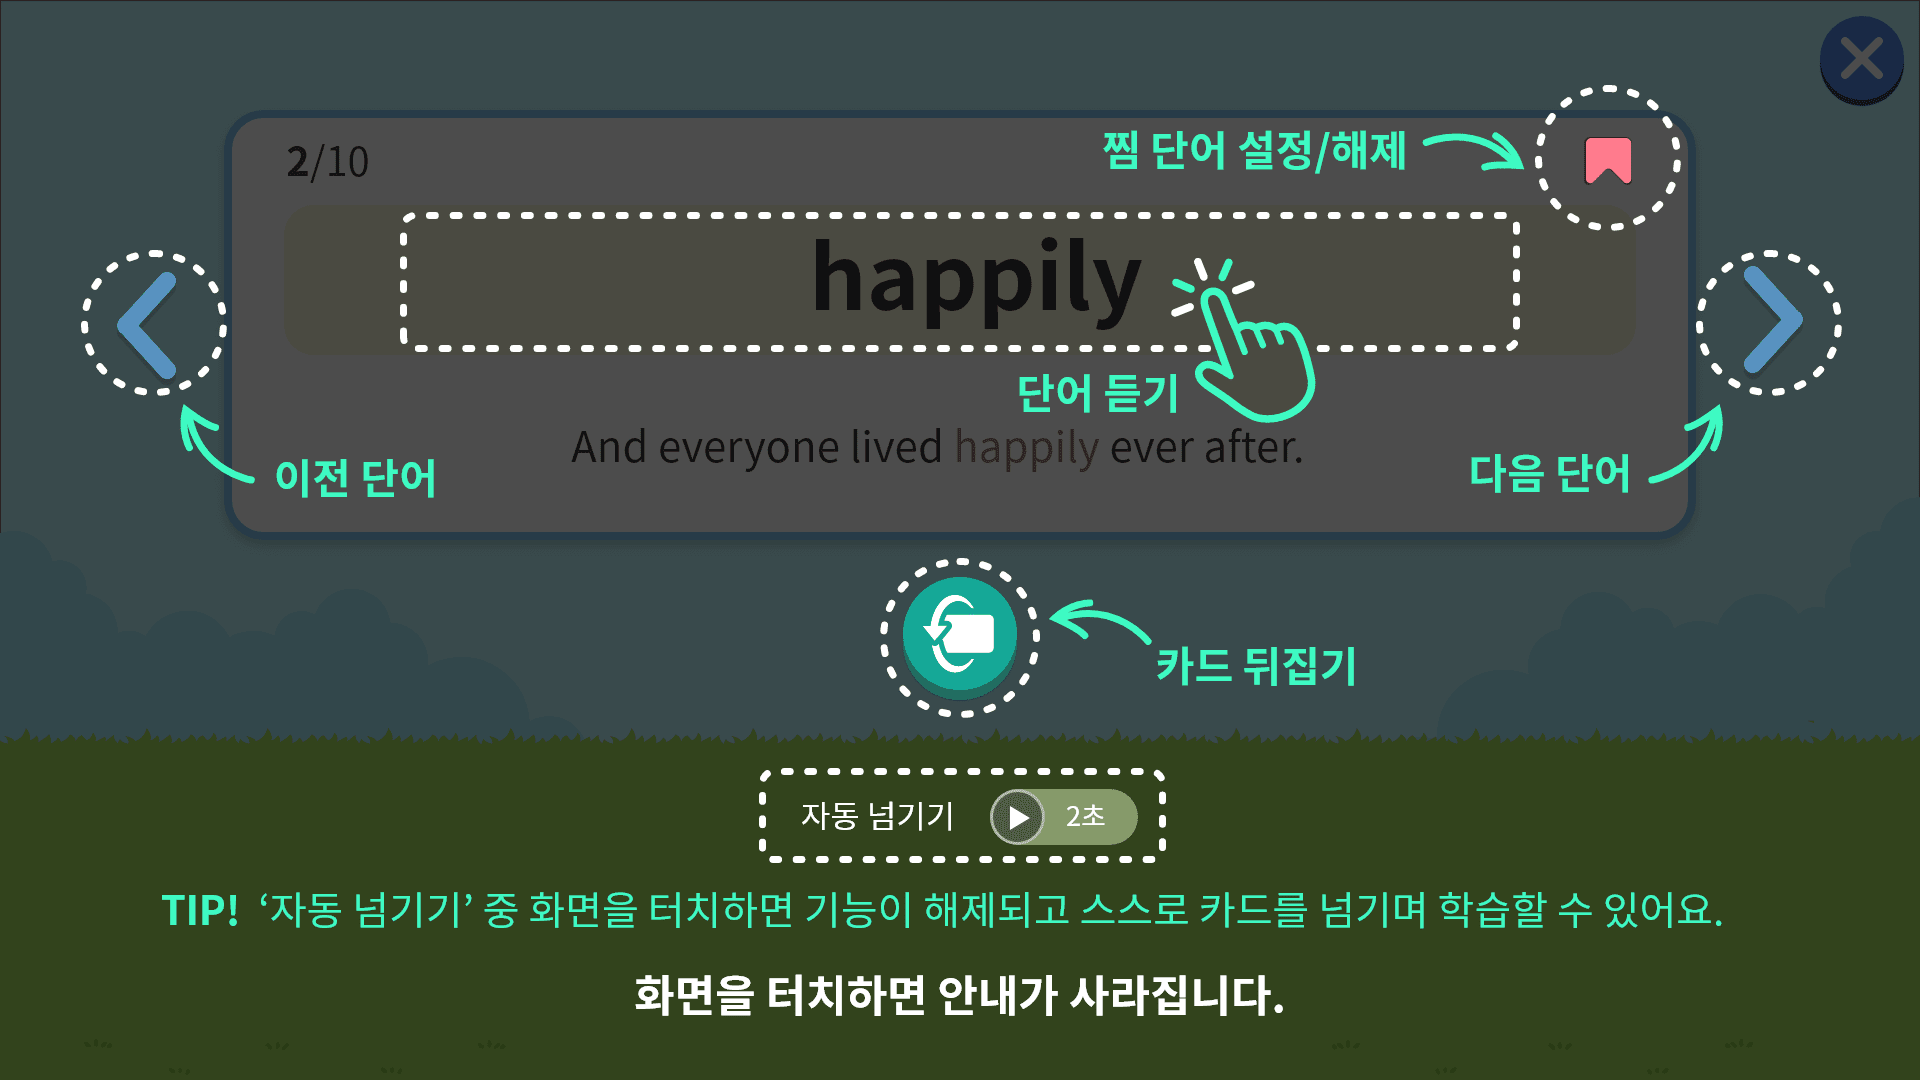 찜 단어 설정/해제
2/10
happily
단어 듣기
And everyone lived happily ever after.
이전 단어
다음 단어
카드 뒤집기
자동 넘기기
2초
TIP! ‘자동 넘기기’ 중 화면을 터치하면 기능이 해제되고 스스로 카드를 넘기며 학습할 수 있어요.
화면을 터치하면 안내가 사라집니다.